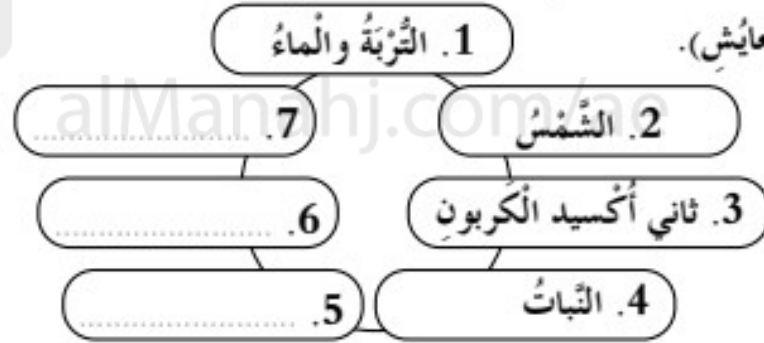 عايُشِ).
1. التُّرْبَةُ والْماءُ
2. الشَّمْسُ
3. ثاني أُكْسيد الْكَربونِ
4. النَّباتُ
5. ......................
6. ......................
7. ......................
alManahj.com/ae